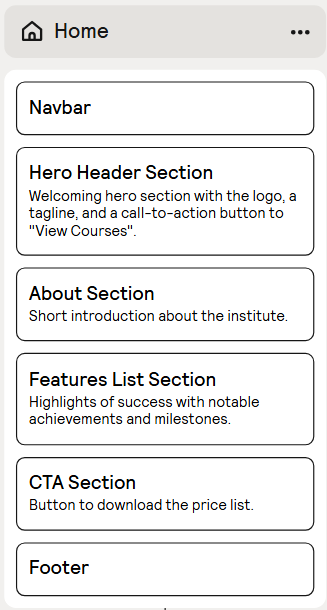 Home
Navbar
Hero Header Section
Welcoming hero section with the logo, a
tagline, and a call-to-action button to
"View Courses".
About Section
Short introduction about the institute.
Features List Section
Highlights of success with notable
achievements and milestones.
CTA Section
Button to download the price list.
Footer